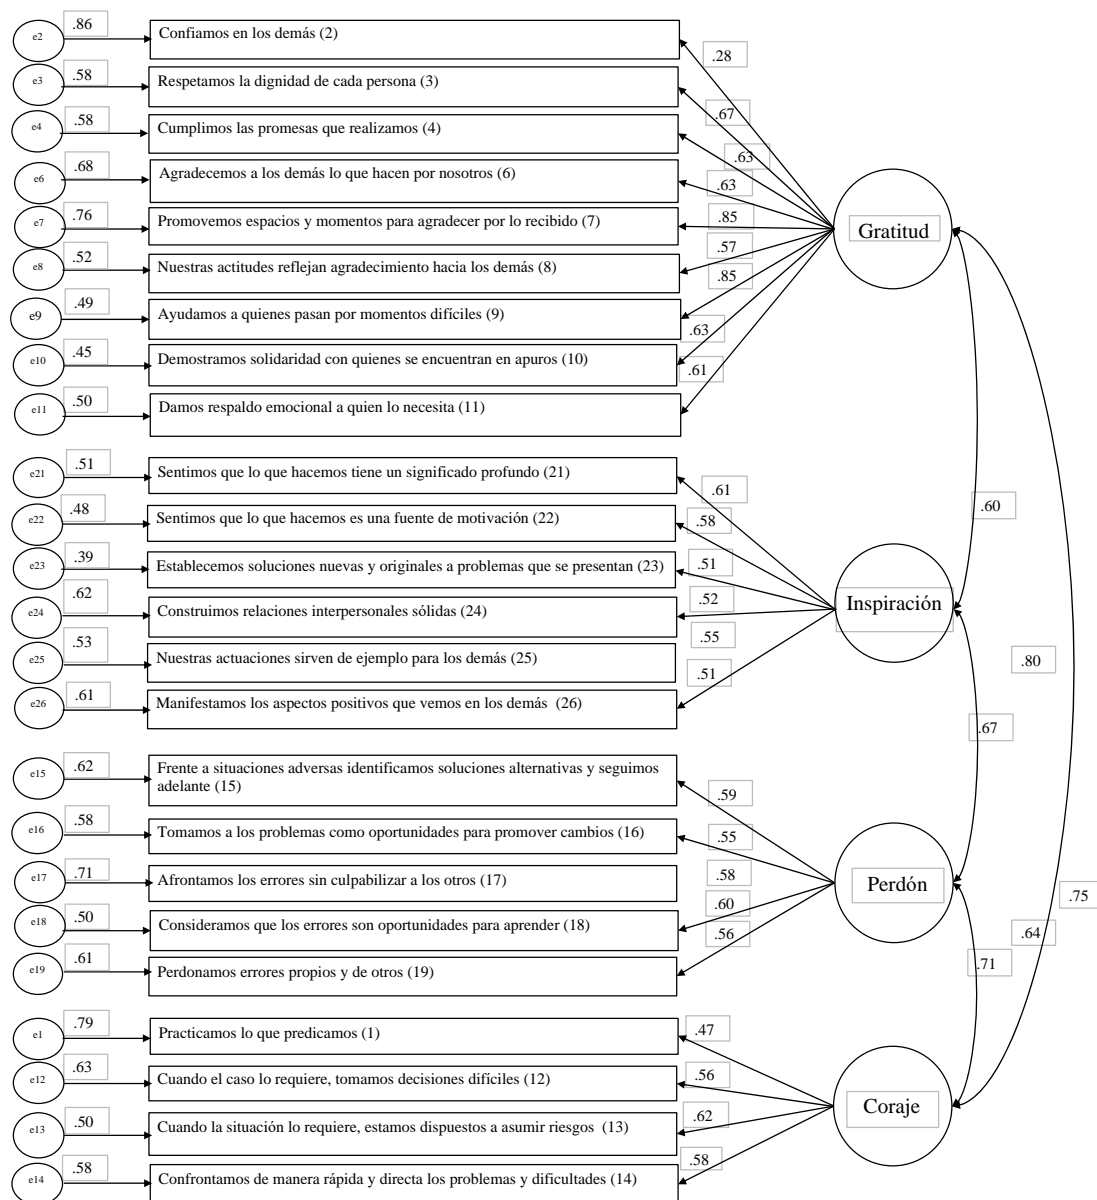 e2
.86
Confiamos en los demás (2)
.28
e3
.58
Respetamos la dignidad de cada persona (3)
.67
e4
.58
Cumplimos las promesas que realizamos (4)
.63
e6
.68
Agradecemos a los demás lo que hacen por nosotros (6)
.63
e7
.76
Promovemos espacios y momentos para agradecer por lo recibido (7)
.85
e8
.52
Nuestras actitudes reflejan agradecimiento hacia los demás (8)
.57
e9
.49
Ayudamos a quienes pasan por momentos difíciles (9)
.85
e10
.45
Demostramos solidaridad con quienes se encuentran en apuros (10)
.63
e11
.50
Damos respaldo emocional a quien lo necesita (11)
.61
Gratitud
e21
.51
Sentimos que lo que hacemos tiene un significado profundo (21)
.61
e22
.48
Sentimos que lo que hacemos es una fuente de motivación (22)
.58
e23
.39
Establecemos soluciones nuevas y originales a problemas que se presentan (23)
.51
e24
.62
Construimos relaciones interpersonales sólidas (24)
.52
e25
.53
Nuestras actuaciones sirven de ejemplo para los demás (25)
.55
e26
.61
Manifestamos los aspectos positivos que vemos en los demás (26)
.51
Inspiración
.60
.80
.67
e15
.62
Frente a situaciones adversas identificamos soluciones alternativas y seguimos
adelante (15)
.59
e16
.58
Tomamos a los problemas como oportunidades para promover cambios (16)
.55
e17
.71
Afrontamos los errores sin culpabilizar a los otros (17)
.58
e18
.50
Consideramos que los errores son oportunidades para aprender (18)
.60
e19
.61
Perdonamos errores propios y de otros (19)
.56
Perdón
.75
.64
.71
e1
.79
Practicamos lo que predicamos (1)
.47
e12
.63
Cuando el caso lo requiere, tomamos decisiones difíciles (12)
.56
e13
.50
Cuando la situación lo requiere, estamos dispuestos a asumir riesgos (13)
.62
e14
.58
Confrontamos de manera rápida y directa los problemas y dificultades (14)
.58
Coraje